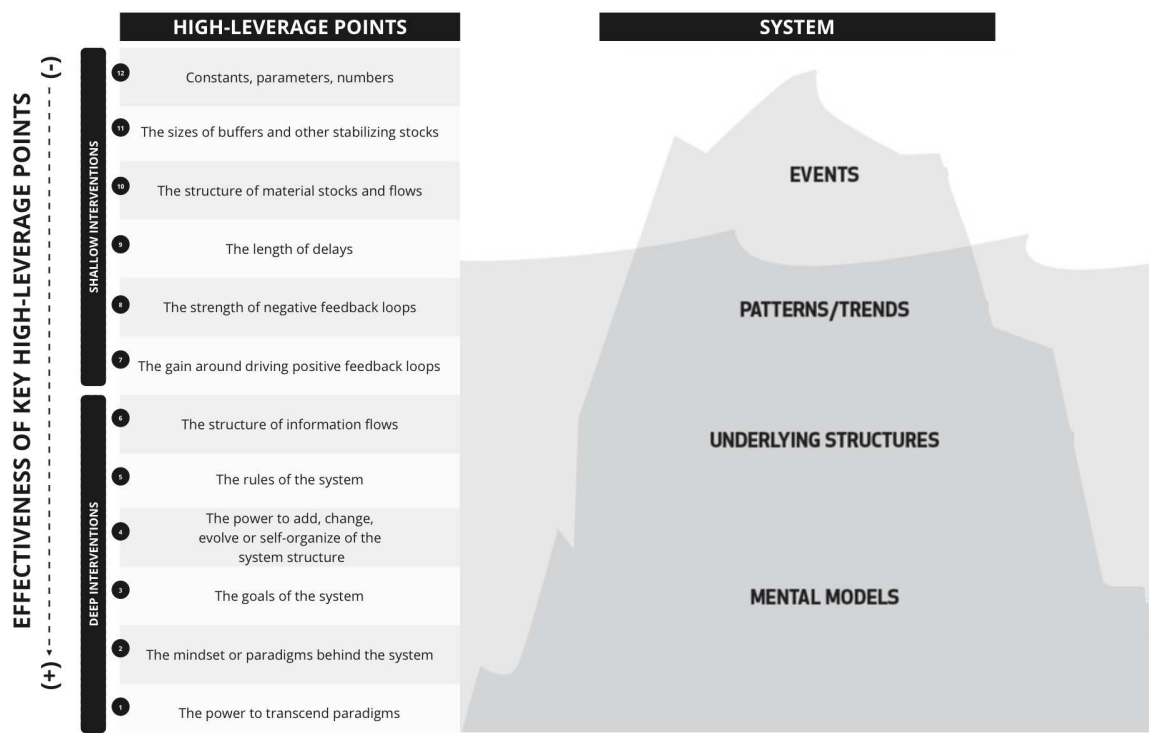 HIGH-LEVERAGE POINTS
SYSTEM
EFFECTIVENESS OF KEY HIGH-LEVERAGE POINTS
(-)
(+)
SHALLOW INTERVENTIONS
12 Constants, parameters, numbers
11 The sizes of buffers and other stabilizing stocks
10 The structure of material stocks and flows
9 The length of delays
8 The strength of negative feedback loops
7 The gain around driving positive feedback loops
DEEP INTERVENTIONS
6 The structure of information flows
5 The rules of the system
4 The power to add, change,
evolve or self-organize of the
system structure
3 The goals of the system
2 The mindset or paradigms behind the system
1 The power to transcend paradigms
EVENTS
PATTERNS/TRENDS
UNDERLYING STRUCTURES
MENTAL MODELS